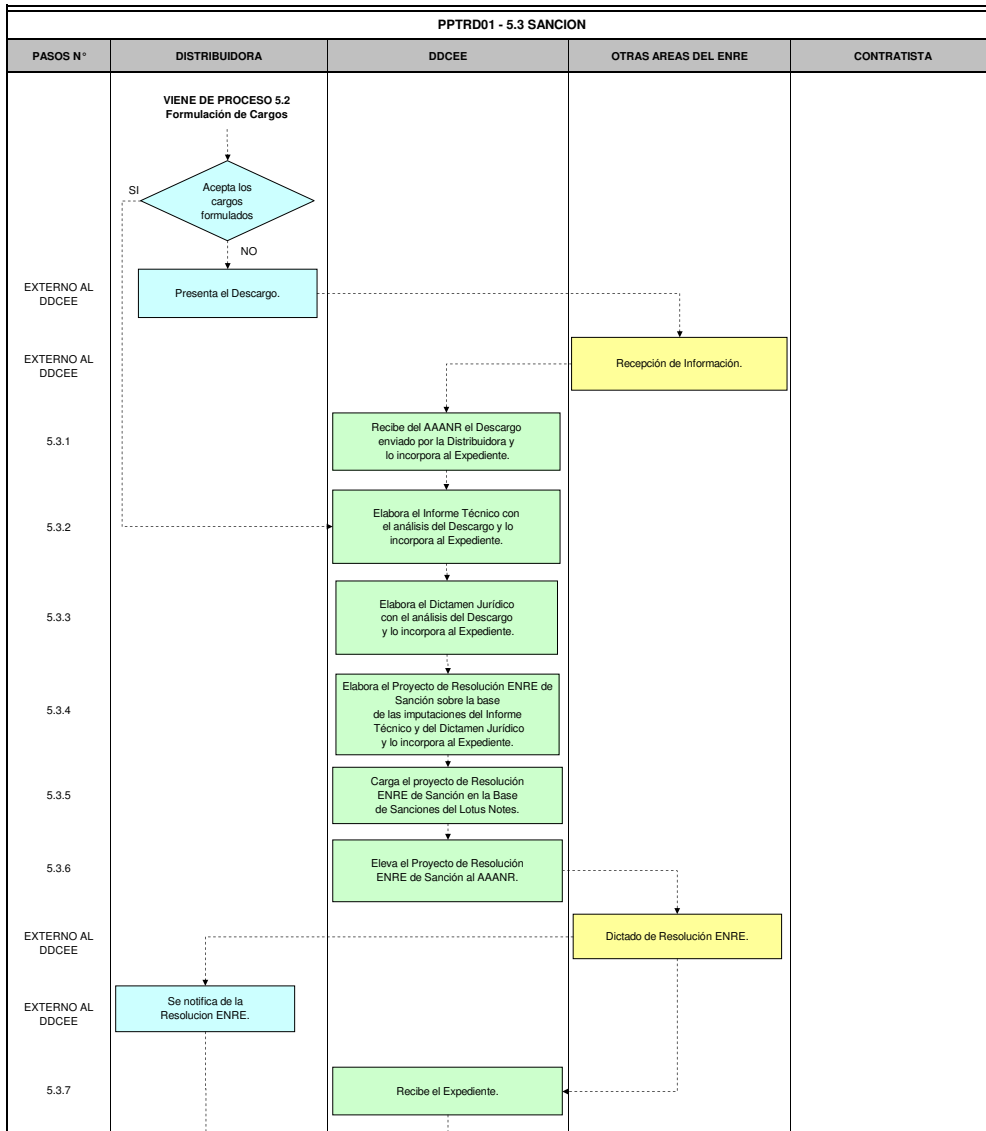 PPTRD01 - 5.3 SANCION
PASOS N°
DISTRIBUIDORA
DDCEE
OTRAS AREAS DEL ENRE
CONTRATISTA
VIENE DE PROCESO 5.2
Formulación de Cargos
SI
Acepta los
cargos
formulados
NO
EXTERNO AL
DDCEE
Presenta el Descargo.
EXTERNO AL
DDCEE
Recepción de Información.
5.3.1
Recibe del AAANR el Descargo
enviado por la Distribuidora y
lo incorpora al Expediente.
5.3.2
Elabora el Informe Técnico con
el análisis del Descargo y lo
incorpora al Expediente.
5.3.3
Elabora el Dictamen Jurídico
con el análisis del Descargo
y lo incorpora al Expediente.
5.3.4
Elabora el Proyecto de Resolución ENRE de
Sanción sobre la base
de las imputaciones del Informe
Técnico y del Dictamen Jurídico
y lo incorpora al Expediente.
5.3.5
Carga el proyecto de Resolución
ENRE de Sanción en la Base
de Sanciones del Lotus Notes.
5.3.6
Eleva el Proyecto de Resolución
ENRE de Sanción al AAANR.
EXTERNO AL
DDCEE
Dictado de Resolución ENRE.
EXTERNO AL
DDCEE
Se notifica de la
Resolucion ENRE.
5.3.7
Recibe el Expediente.